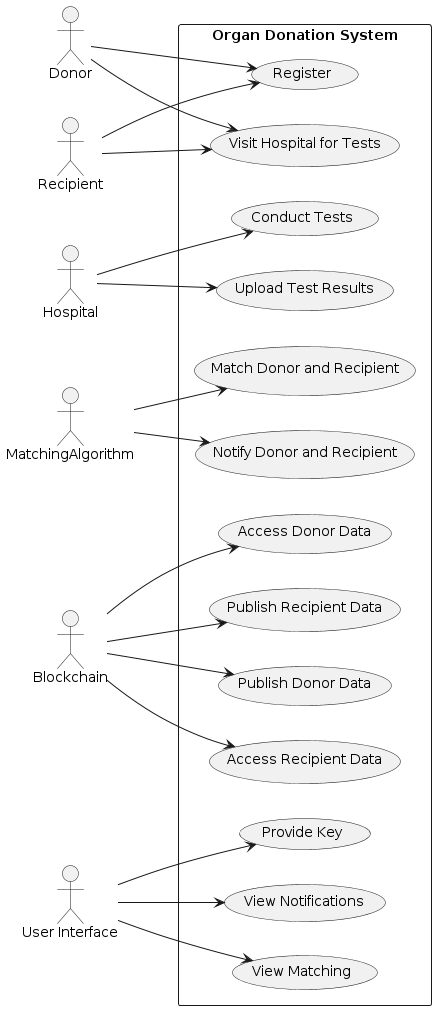 Organ Donation System
Donor
Register
Visit Hospital for Tests
Recipient
Conduct Tests
Upload Test Results
Hospital
Match Donor and Recipient
Notify Donor and Recipient
MatchingAlgorithm
Access Donor Data
Publish Recipient Data
Publish Donor Data
Access Recipient Data
Blockchain
Provide Key
View Notifications
View Matching
User Interface